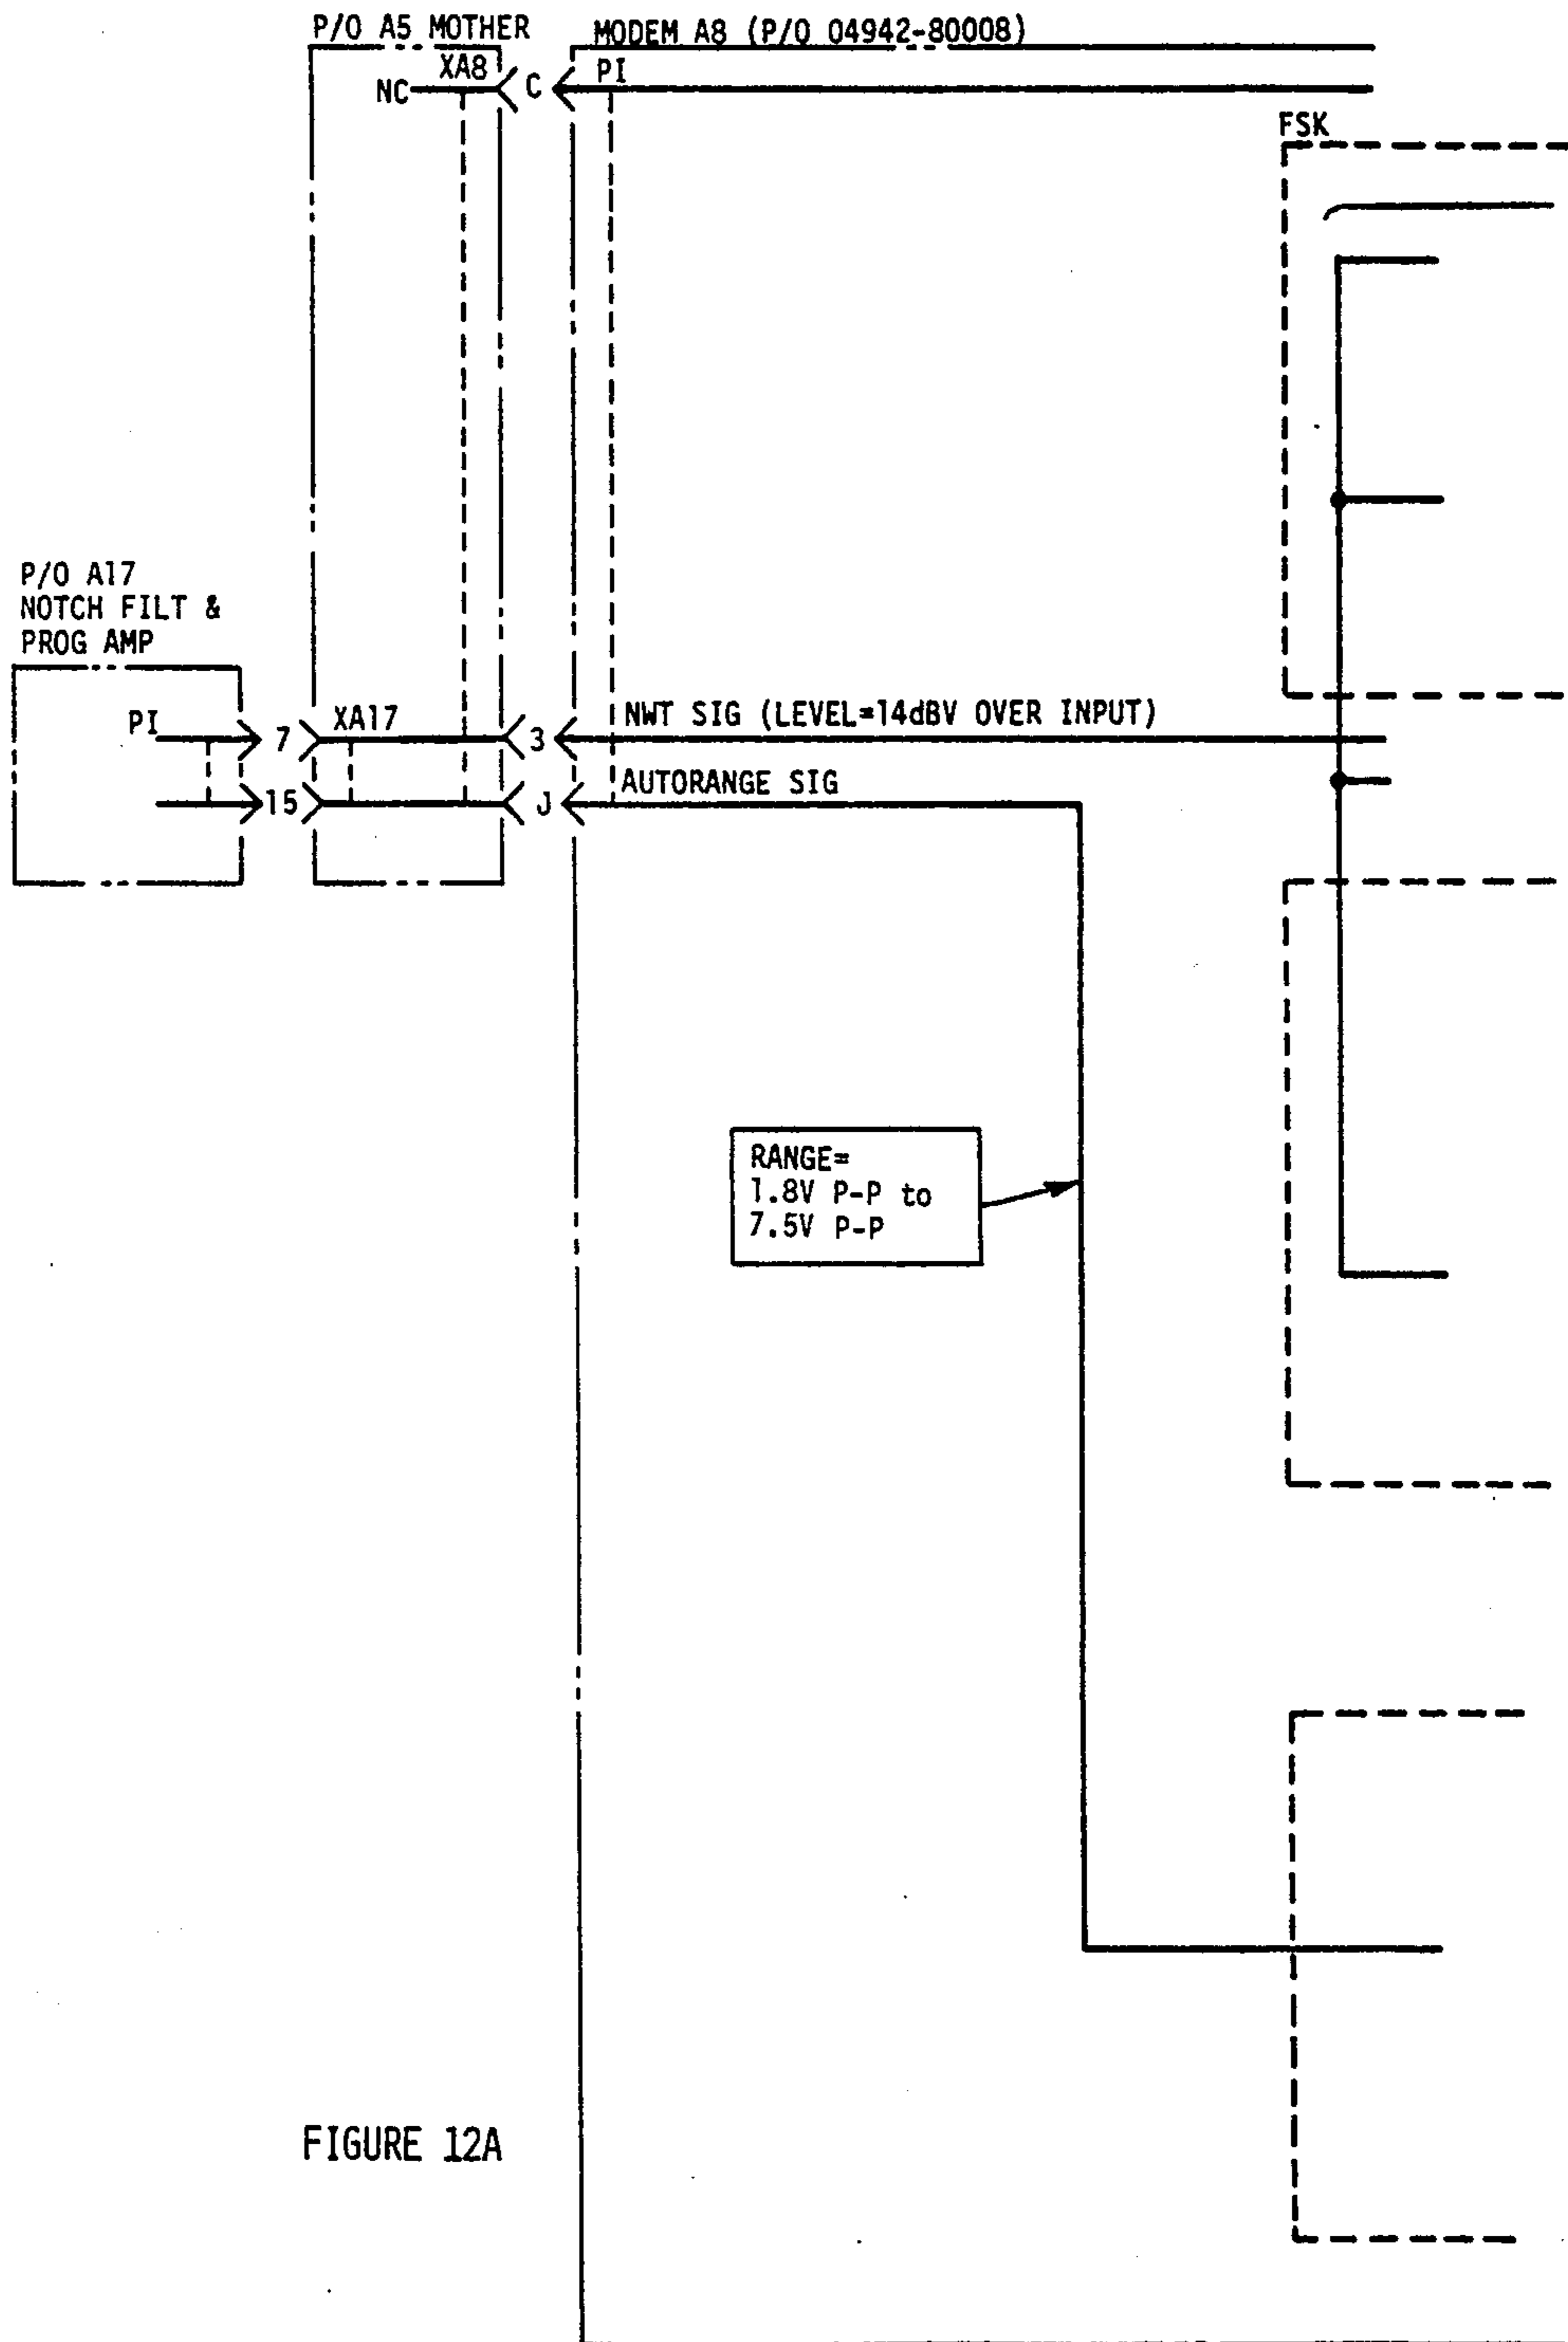 P/O A5 MOTHER
MODEM A8 (P/O 04942-80008)
XA8
PI
NC
C
FSK
P/O A17
NOTCH FILT &
PROG AMP
PI
7
XA17
3
NWT SIG (LEVEL=14dBV OVER INPUT)
15
J
AUTORANGE SIG
RANGE=
1.8V P-P to
7.5V P-P
FIGURE 12A